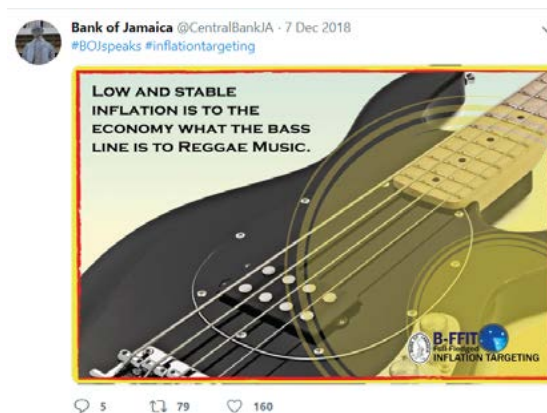 Bank of Jamaica @CentralBankJA · 7 Dec 2018
#BOJspeaks #inflationtargeting
LOW AND STABLE
INFLATION IS TO THE
ECONOMY WHAT THE BASS
LINE IS TO REGGAE MUSIC.
B-FFIT
Full-Fledged
INFLATION TARGETING
5 79 160